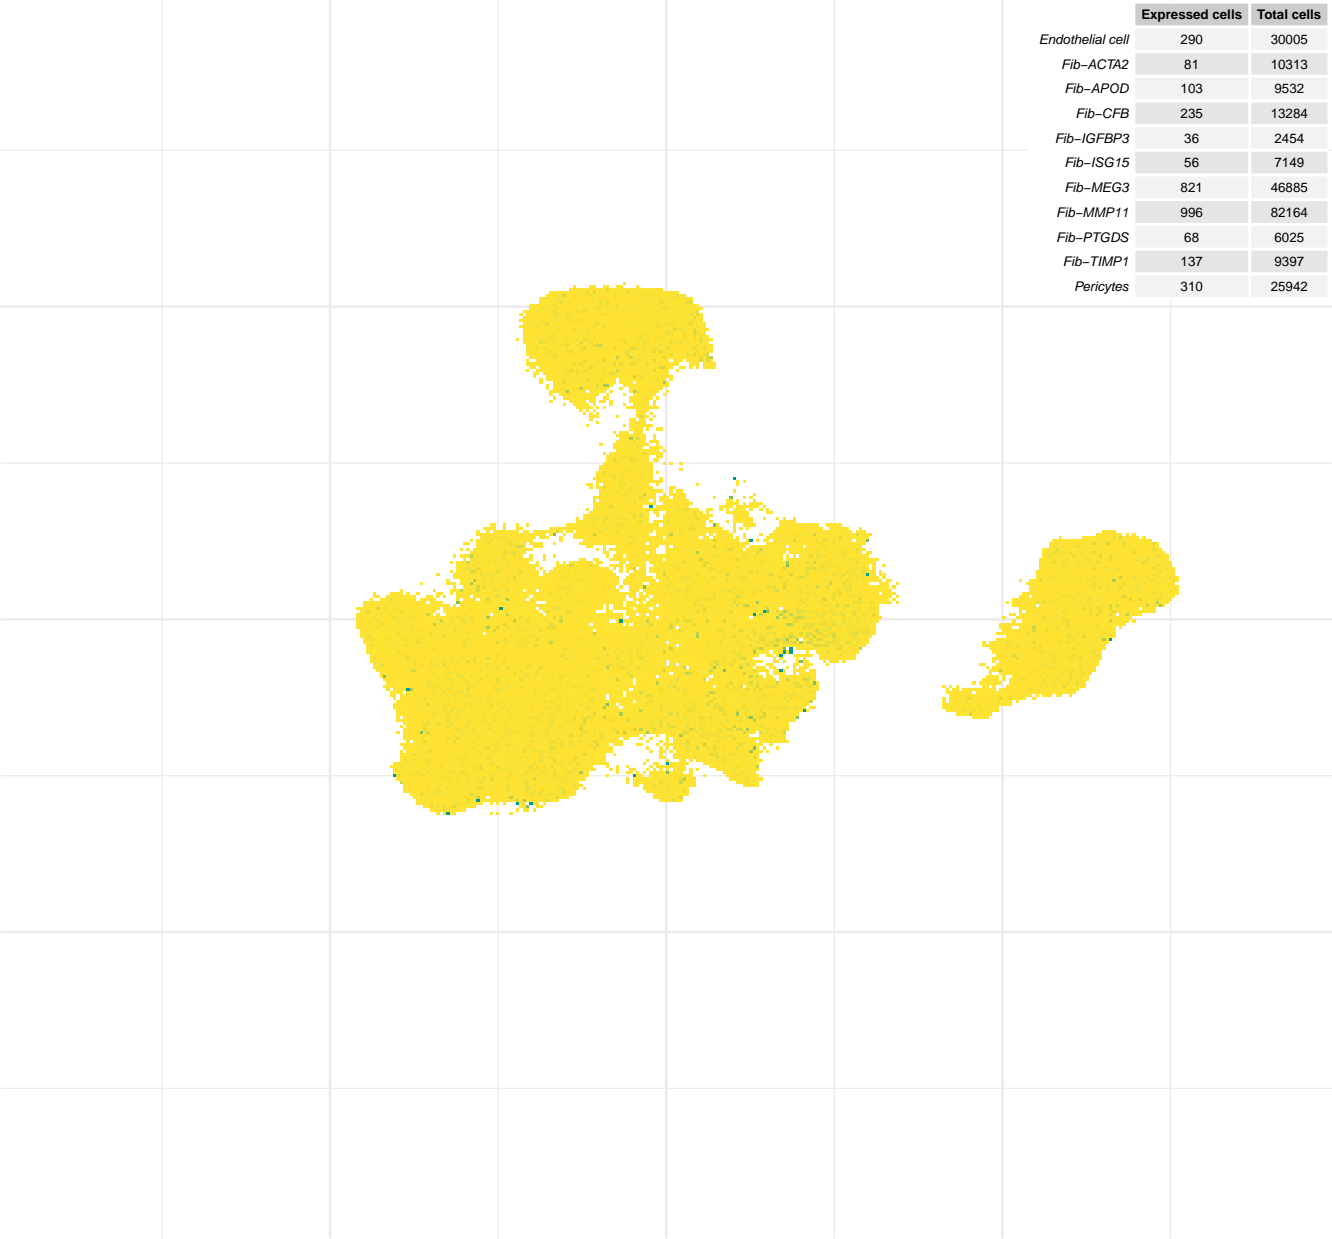 Expressed cells Total cells
Endothelial cell 290 30005
Fib−ACTA2 81 10313
Fib−APOD 103 9532
Fib−CFB 235 13284
Fib−IGFBP3 36 2454
Fib−ISG15 56 7149
Fib−MEG3 821 46885
Fib−MMP11 996 82164
Fib−PTGDS 68 6025
Fib−TIMP1 137 9397
Pericytes 310 25942